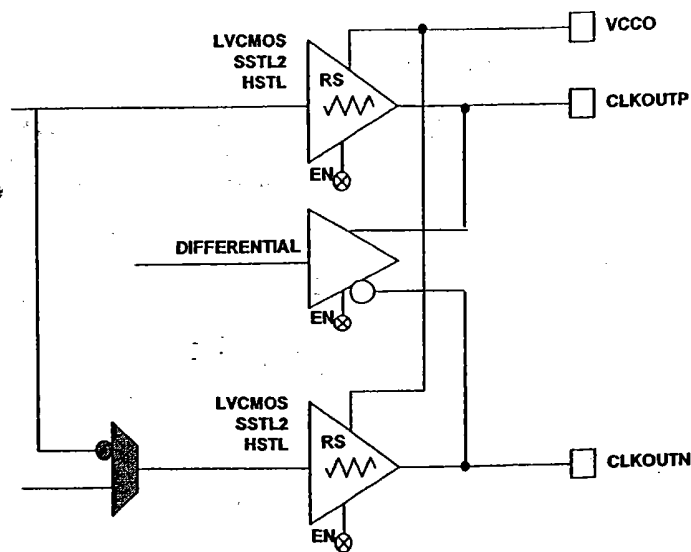 VCCO
LVCMOS
SSTL2
HSTL
RS
CLKOUTP
EN
DIFFERENTIAL
EN
LVCMOS
SSTL2
HSTL
RS
CLKOUTN
EN